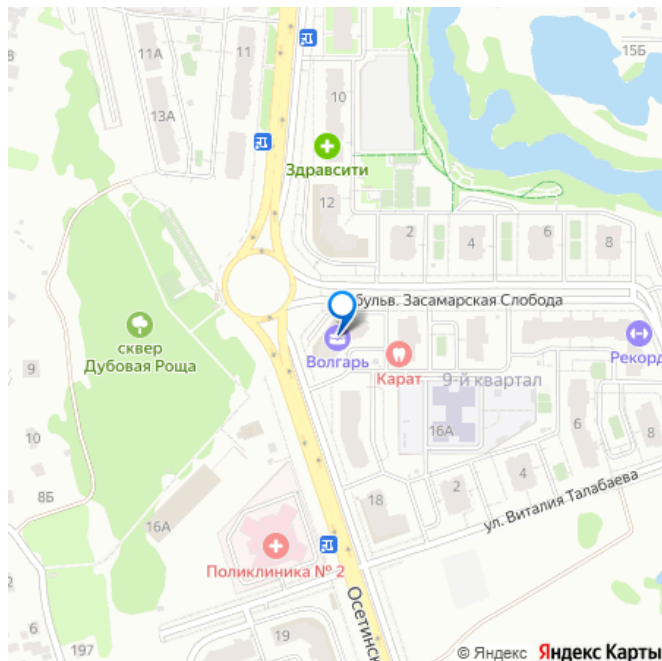 15Б
11А
11
10
13А
Здравсити
12
2
4
6
8
бульв. Засамарская Слобода
сквер
Дубовая Роща
Волгарь
Карат
Рекорд
9
9-й квартал
10
16А
6
8
8Б
2
4
18
16А
ул. Виталия Талабаева
Поликлиника № 2
2
6
19
Осетинск
197
© Яндекс Яндекс Карты